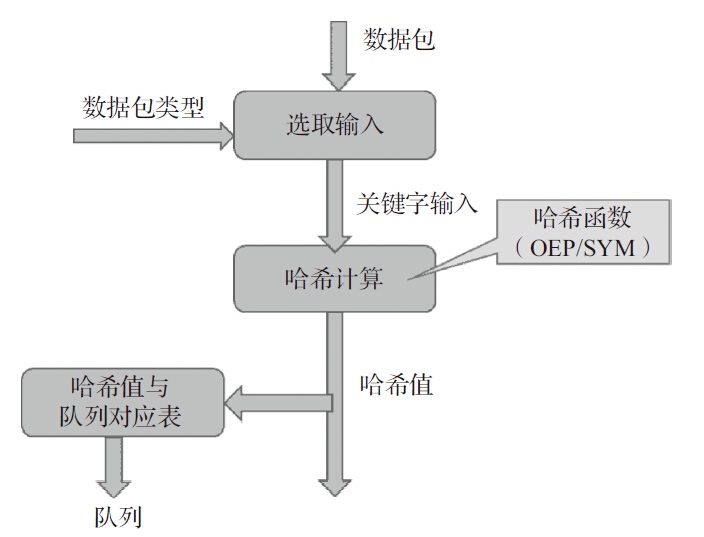 数据包
数据包类型
选取输入
关键字输入
哈希函数
（OEP/SYM）
哈希计算
哈希值
哈希值与
队列对应表
队列